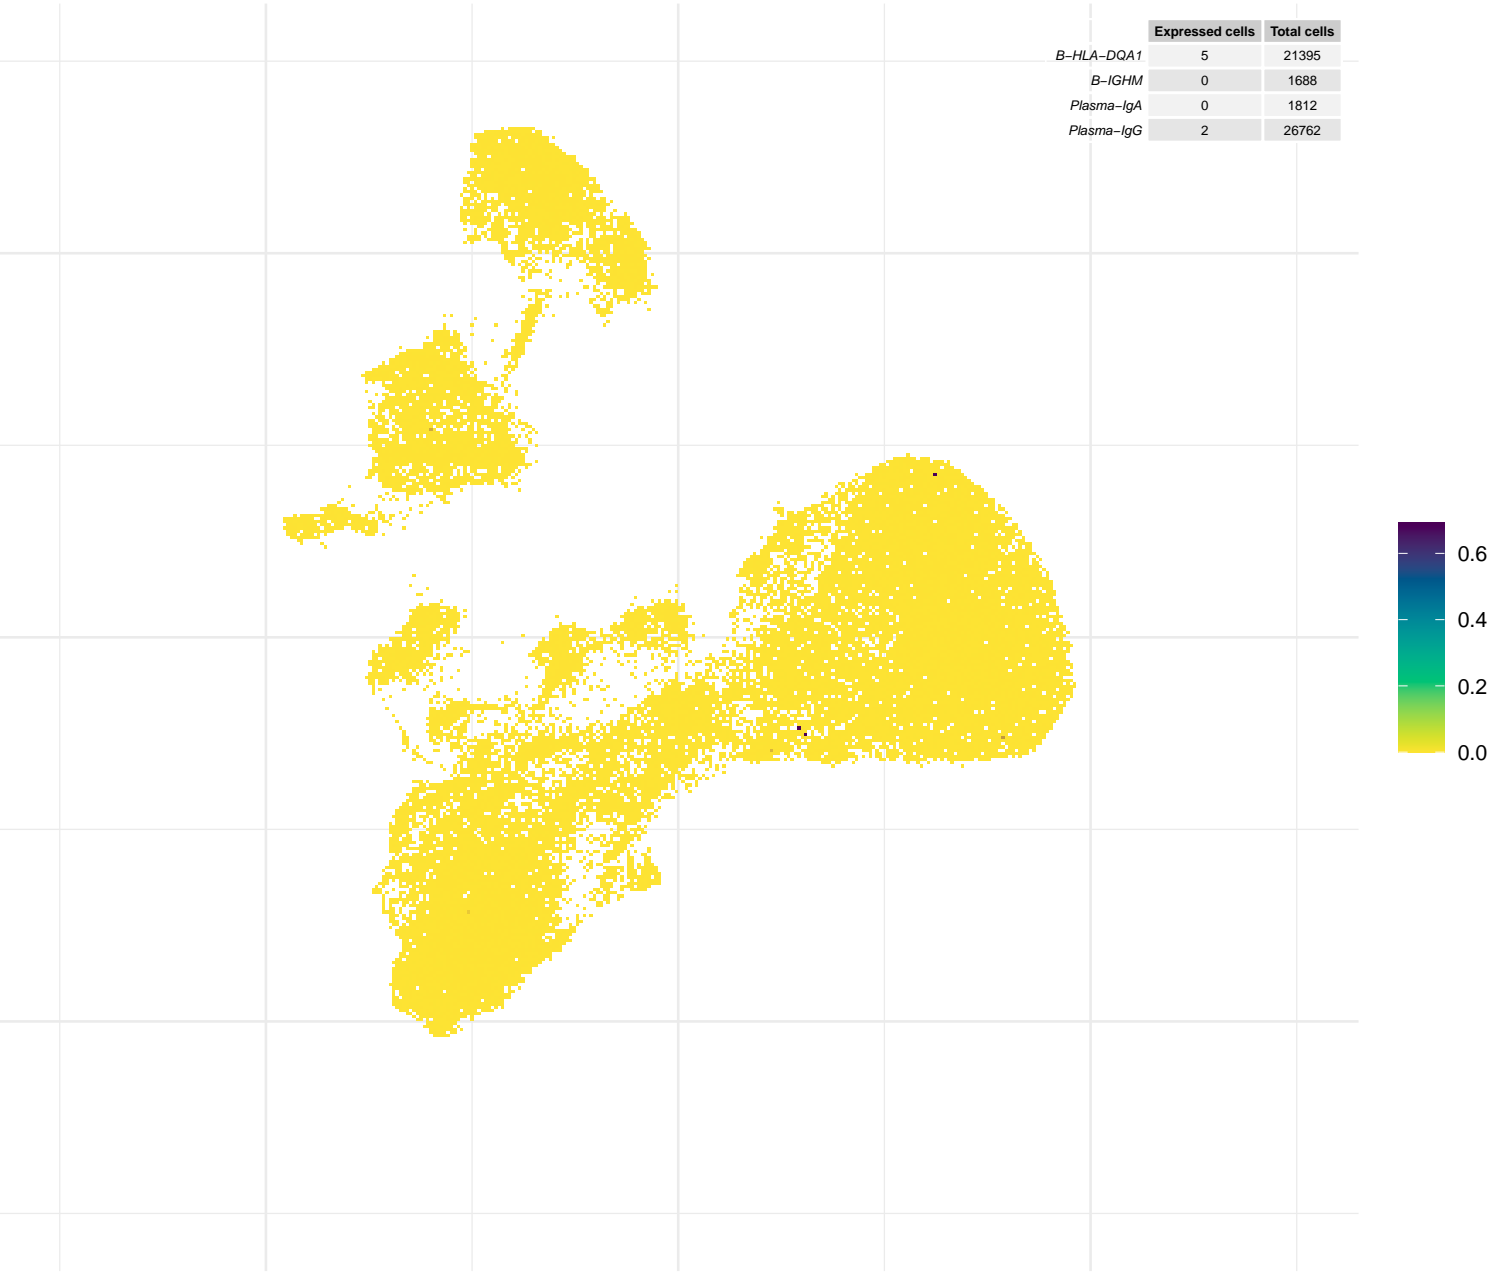 Expressed cells Total cells
B-HLA-DQA1 5 21395
B-IGHM 0 1688
Plasma-IgA 0 1812
Plasma-IgG 2 26762
0.6
0.4
0.2
0.0